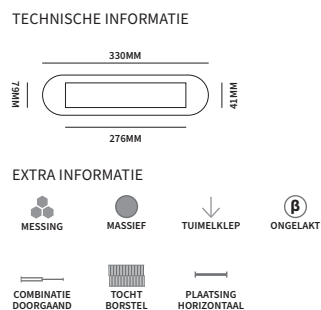 TECHNISCHE INFORMATIE
330MM
79MM
41MM
276MM
EXTRA INFORMATIE
MESSING
MASSIEF
TUIMELKLEP
β
ONGELAKT
COMBINATIE
DOORGAAND
TOCHT
BORSTEL
PLAATSING
HORIZONTAAL